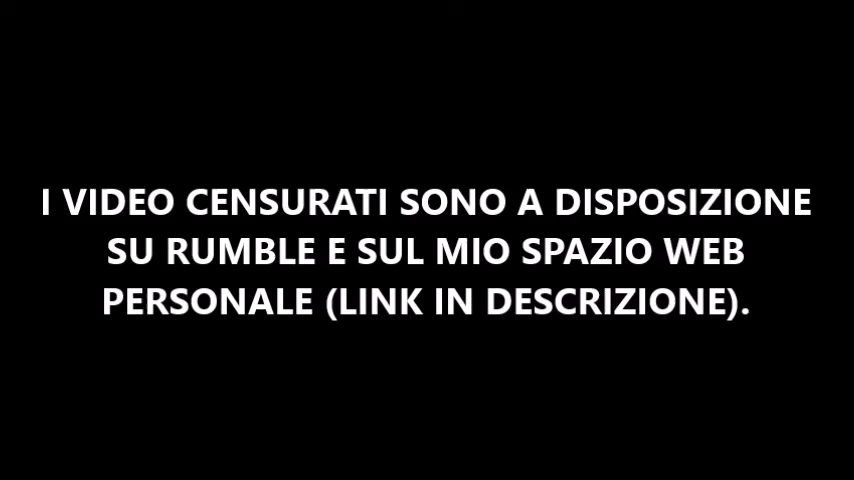 I VIDEO CENSURATI SONO A DISPOSIZIONE
SU RUMBLE E SUL MIO SPAZIO WEB
PERSONALE (LINK IN DESCRIZIONE).